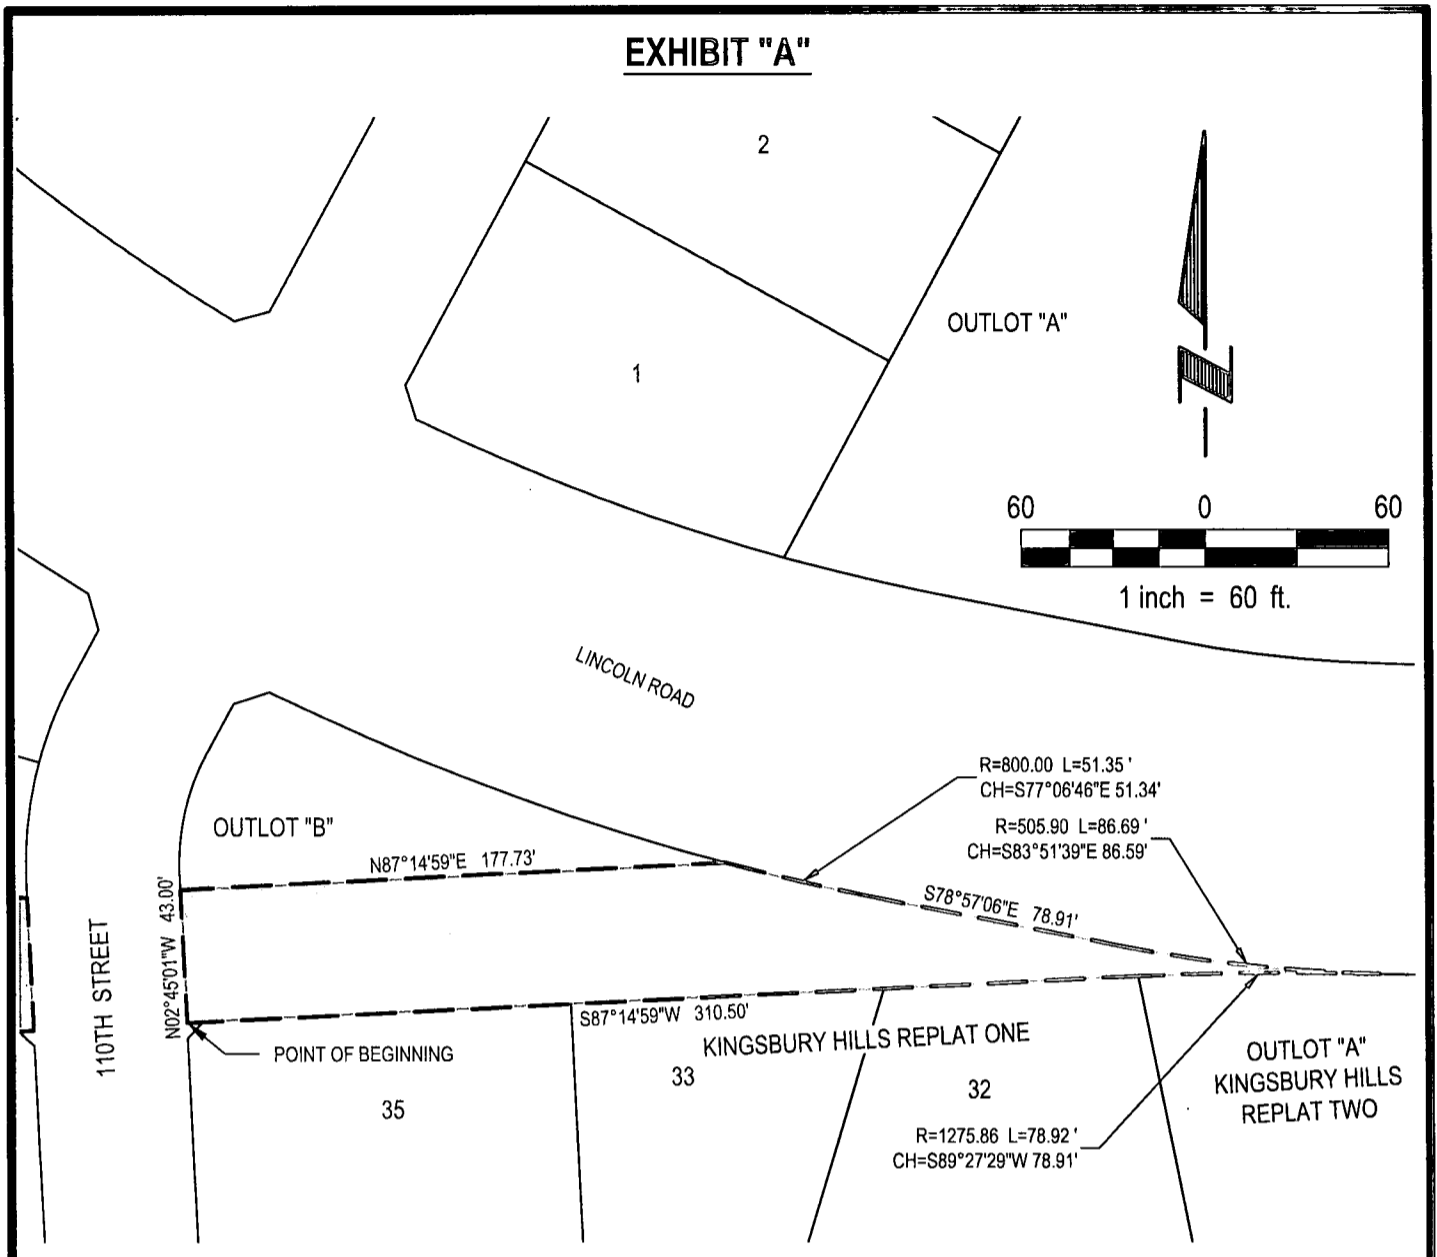 EXHIBIT "A"
2
OUTLOT "A"
1
60 0 60
1 inch = 60 ft.
LINCOLN ROAD
R=800.00 L=51.35 '
CH=S77°06'46"E 51.34'
R=505.90 L=86.69 '
CH=S83°51'39"E 86.59'
OUTLOT "B"
N87°14'59"E 177.73'
S78°57'06"E 78.91'
N02°45'01"W 43.00'
110TH STREET
S87°14'59"W 310.50'
POINT OF BEGINNING
KINGSBURY HILLS REPLAT ONE
OUTLOT "A"
KINGSBURY HILLS
REPLAT TWO
33
32
35
R=1275.86 L=78.92 '
CH=S89°27'29"W 78.91'